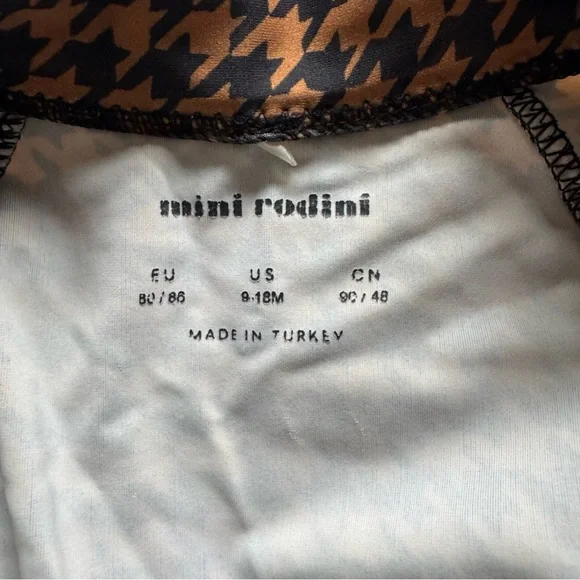 mini rodini
EU US CN
80/86 9-18M 90/48
MADE IN TURKEY